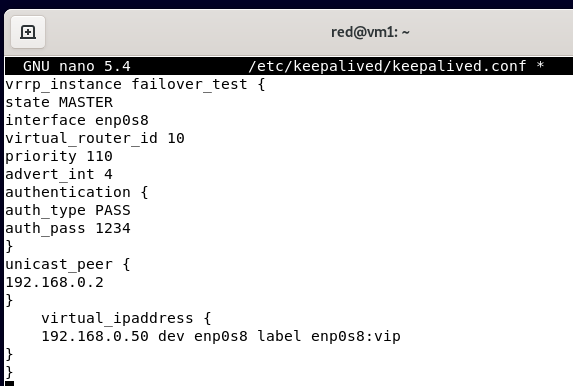 red@vm1: ~
GNU nano 5.4 /etc/keepalived/keepalived.conf *
vrrp_instance failover_test {
state MASTER
interface enp0s8
virtual_router_id 10
priority 110
advert_int 4
authentication {
auth_type PASS
auth_pass 1234
}
unicast_peer {
192.168.0.2
}
    virtual_ipaddress {
    192.168.0.50 dev enp0s8 label enp0s8:vip
}
}